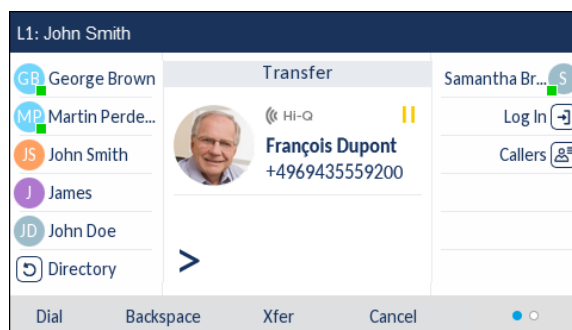 L1: John Smith
GB George Brown
MP Martin Perde...
JS John Smith
J James
JD John Doe
Directory
Transfer
Hi-Q
François Dupont
+4969435559200
>
Samantha Br... S
Log In
Callers
Dial Backspace Xfer Cancel